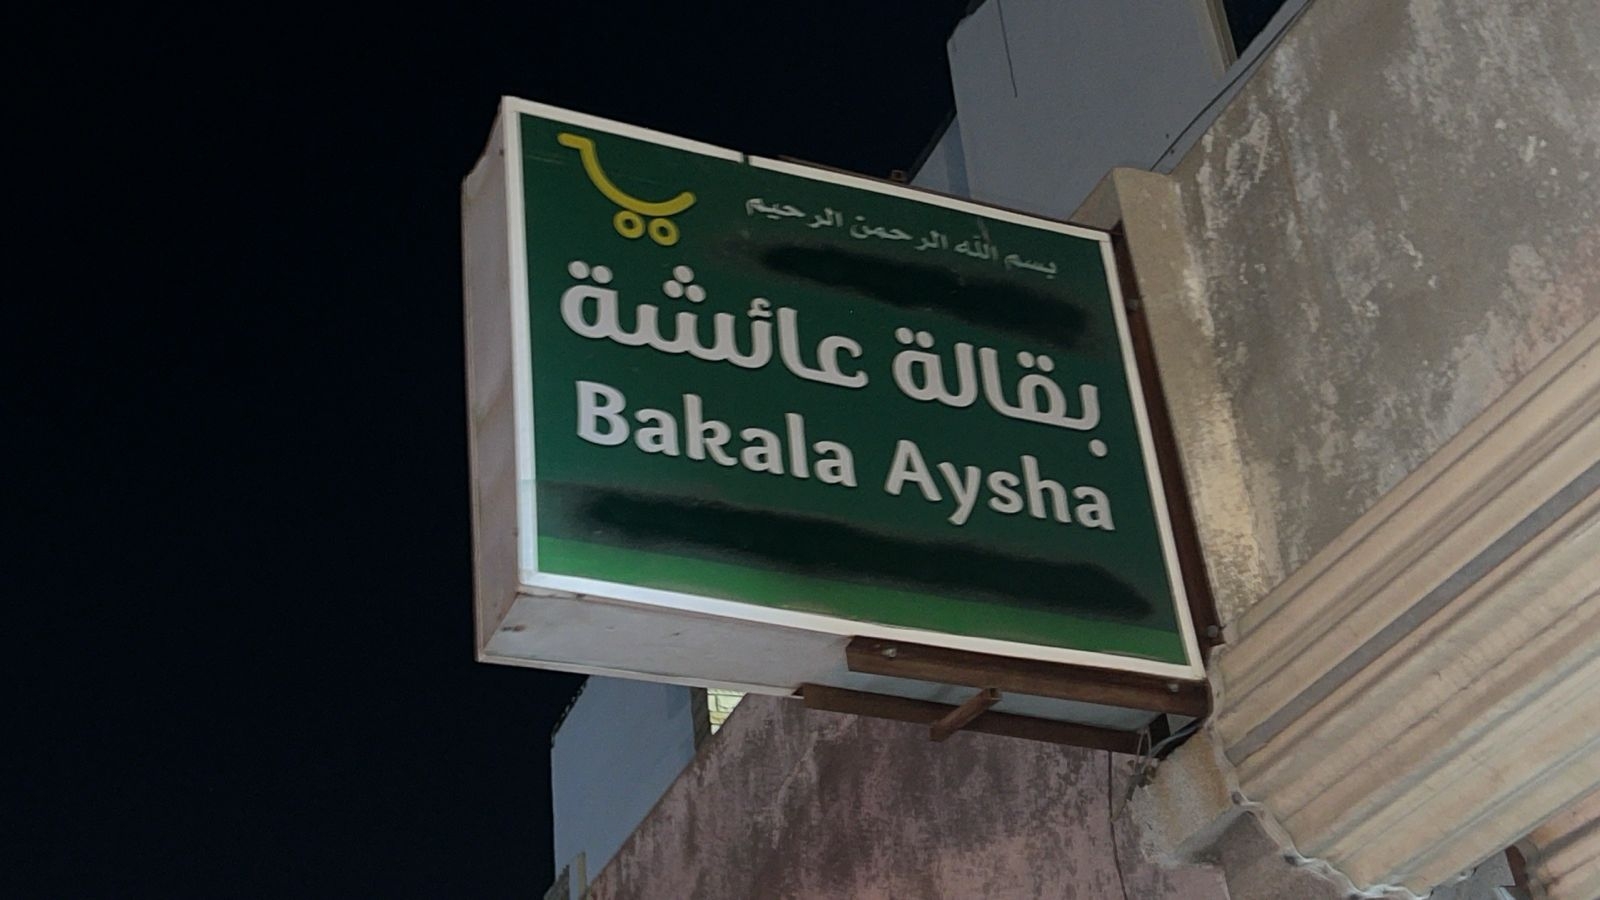 بسم الله الرحمن الرحيم
بقالة عائشة
Bakala Aysha